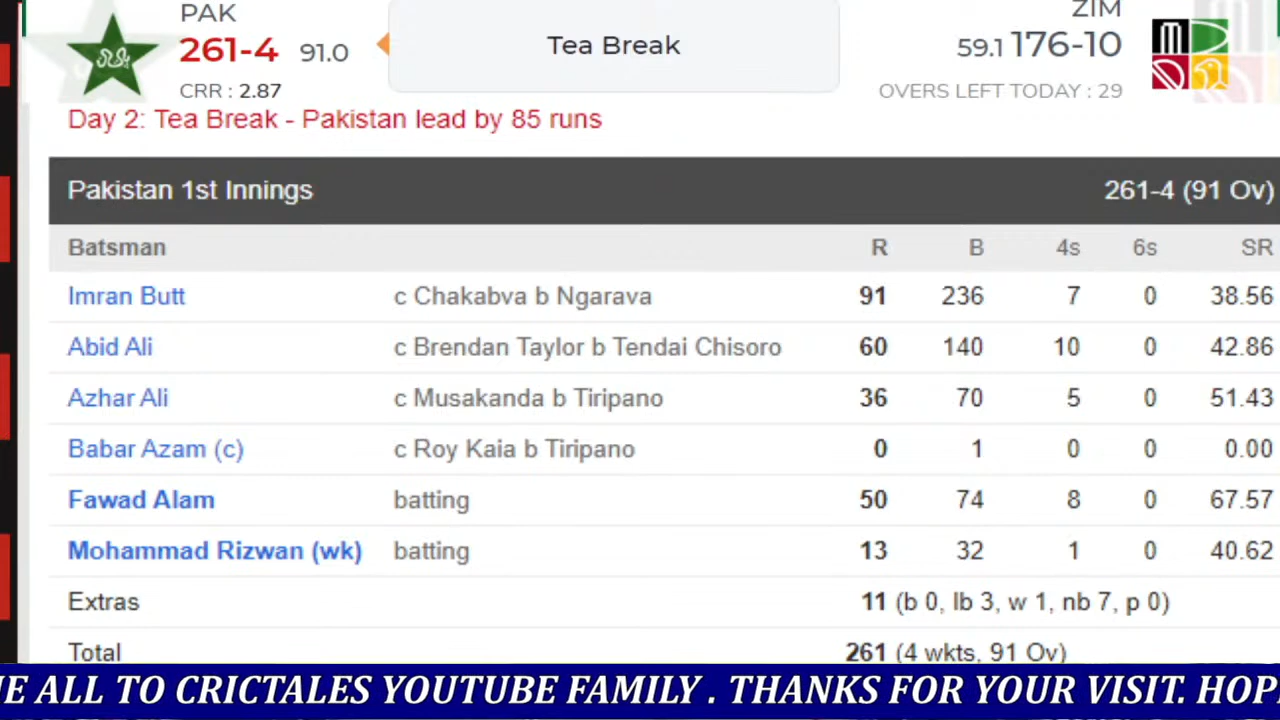 PAK
ZIM
261-4 91.0
Tea Break
59.1 176-10
CRR : 2.87
OVERS LEFT TODAY : 29
Day 2: Tea Break - Pakistan lead by 85 runs
Pakistan 1st Innings 261-4 (91 Ov)
Batsman R B 4s 6s SR
Imran Butt c Chakabva b Ngarava 91 236 7 0 38.56
Abid Ali c Brendan Taylor b Tendai Chisoro 60 140 10 0 42.86
Azhar Ali c Musakanda b Tiripano 36 70 5 0 51.43
Babar Azam (c) c Roy Kaia b Tiripano 0 1 0 0 0.00
Fawad Alam batting 50 74 8 0 67.57
Mohammad Rizwan (wk) batting 13 32 1 0 40.62
Extras 11 (b 0, lb 3, w 1, nb 7, p 0)
Total 261 (4 wkts, 91 Ov)
ALL TO CRICTALES YOUTUBE FAMILY . THANKS FOR YOUR VISIT.